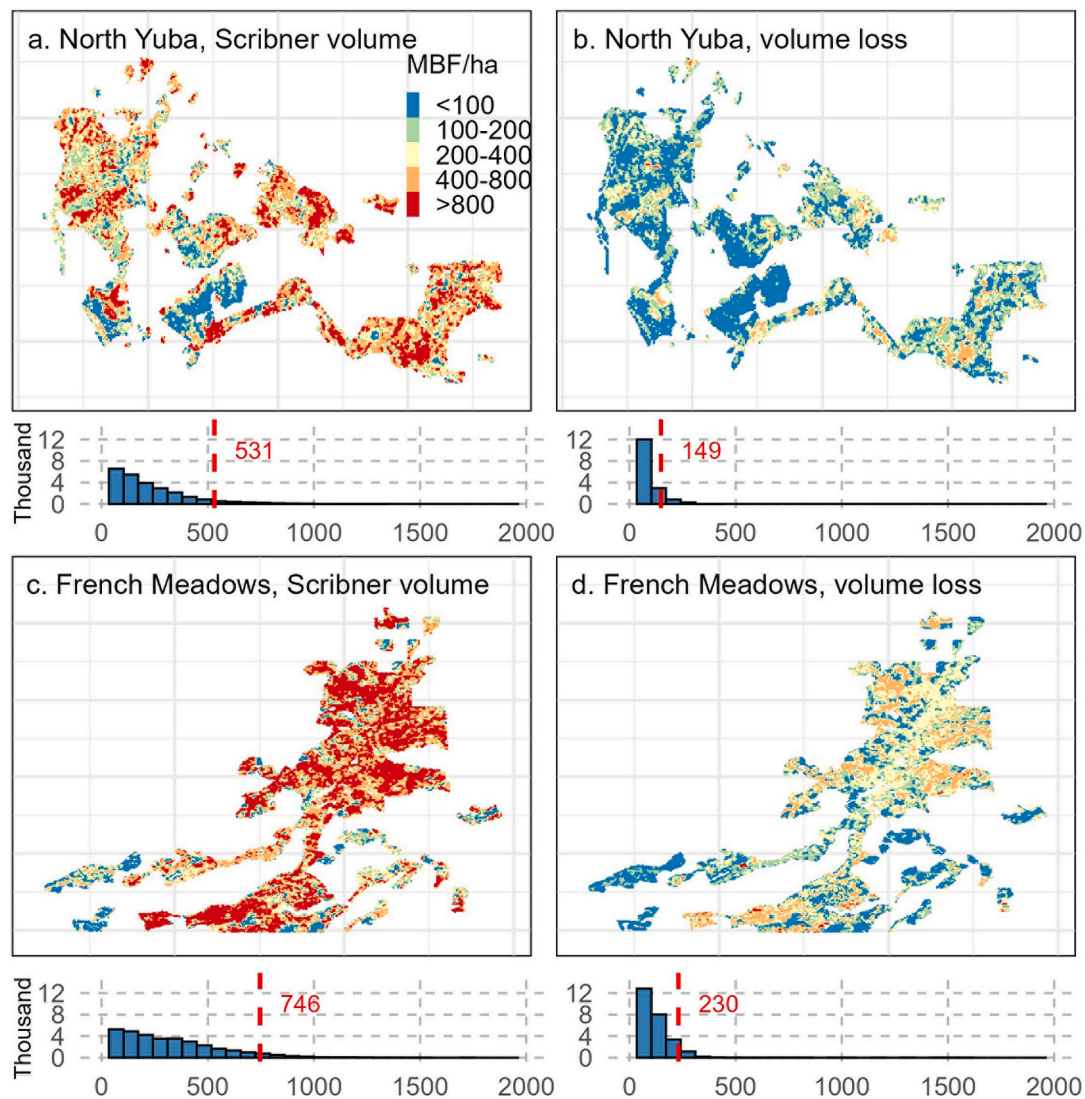 a. North Yuba, Scribner volume
MBF/ha
<100
100-200
200-400
400-800
>800
b. North Yuba, volume loss
Thousand
12
8
4
0
531
0 500 1000 1500 2000
12
8
4
0
149
0 500 1000 1500 2000
c. French Meadows, Scribner volume
d. French Meadows, volume loss
Thousand
12
8
4
0
746
0 500 1000 1500 2000
12
8
4
0
230
0 500 1000 1500 2000